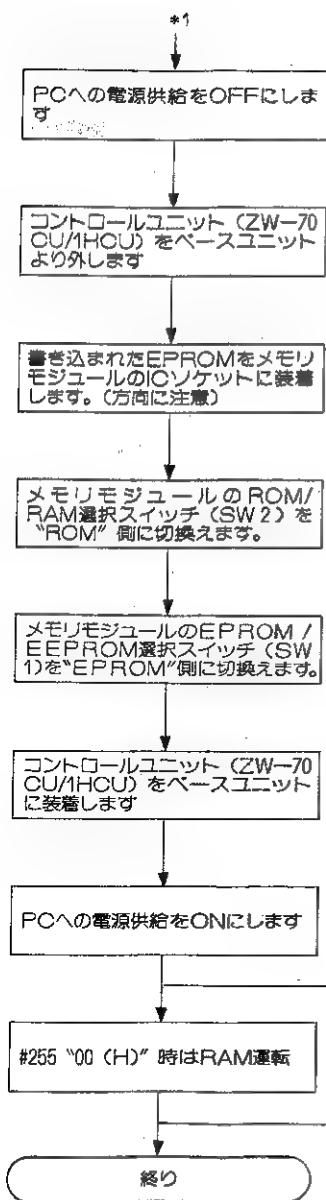 *1
PCへの電源供給をOFFにしま
す
コントロールユニット（ZW－70
CU/1HCU）をベースユニット
より外します
書き込まれたEPROMをメモリ
モジュールのICソケットに装着
します。（方向に注意）
メモリモジュールのROM/
RAM選択スイッチ（SW2）を
“ROM”側に切換えます。
メモリモジュールのEPROM/
EEPROM選択スイッチ（SW
1）を“EPROM”側に切換えます。
コントロールユニット（ZW－70
CU/1HCU）をベースユニット
に装着します
PCへの電源供給をONにします
#255 “00（H）”時はRAM運転
終り